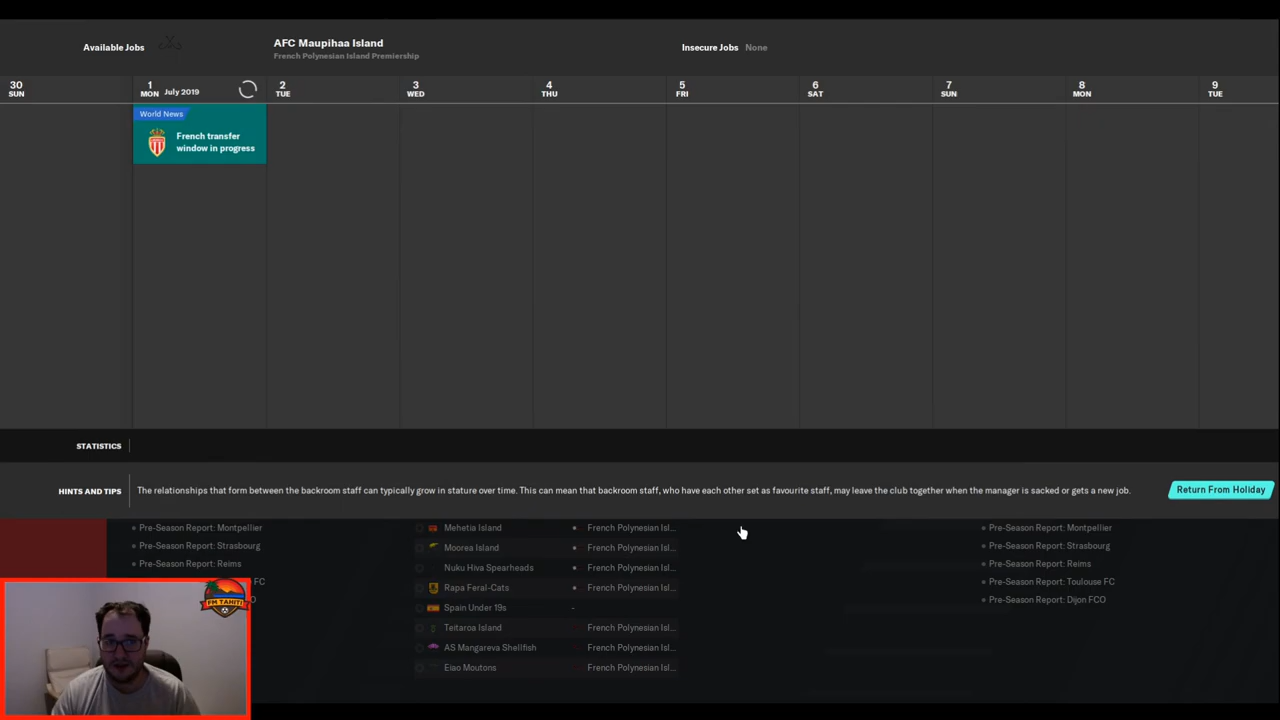 Available Jobs
AFC Maupihaa Island
French Polynesian Island Premiership
Insecure Jobs None
30 SUN
1 MON July 2019
2 TUE
3 WED
4 THU
5 FRI
6 SAT
7 SUN
8 MON
9 TUE
World News
French transfer
window in progress
STATISTICS
HINTS AND TIPS
The relationships that form between the backroom staff can typically grow in stature over time. This can mean that backroom staff, who have each other set as favourite staff, may leave the club together when the manager is sacked or gets a new job.
Return From Holiday
Pre-Season Report: Montpellier
Pre-Season Report: Strasbourg
Pre-Season Report: Reims
FC
O
Mehetia Island French Polynesian Isl...
Moorea Island French Polynesian Isl...
Nuku Hiva Spearheads French Polynesian Isl...
Rapa Feral-Cats French Polynesian Isl...
Spain Under 19s -
Teitaroa Island French Polynesian Isl...
AS Mangareva Shellfish French Polynesian Isl...
Eiao Moutons French Polynesian Isl...
Pre-Season Report: Montpellier
Pre-Season Report: Strasbourg
Pre-Season Report: Reims
Pre-Season Report: Toulouse FC
Pre-Season Report: Dijon FCO
FM TAHITI